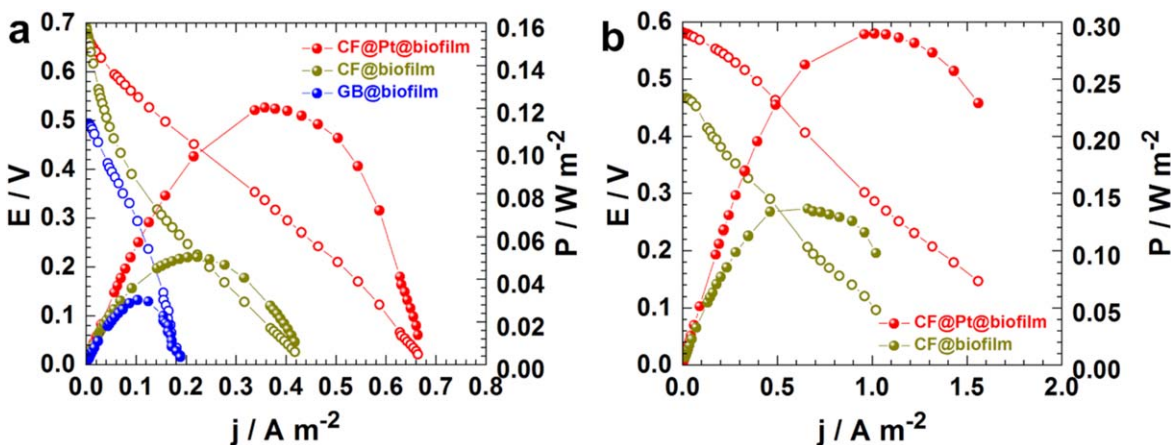 a
E / V
0.7
0.6
0.5
0.4
0.3
0.2
0.1
0.0
0.0 0.1 0.2 0.3 0.4 0.5 0.6 0.7 0.8
j / A m-2
0.16
0.14
0.12
0.10
0.08
0.06
0.04
0.02
0.00
P / W m-2
CF@Pt@biofilm
CF@biofilm
GB@biofilm
b
E / V
0.6
0.5
0.4
0.3
0.2
0.1
0.0
0.0 0.5 1.0 1.5 2.0
j / A m-2
0.30
0.25
0.20
0.15
0.10
0.05
0.00
P / W m-2
CF@Pt@biofilm
CF@biofilm